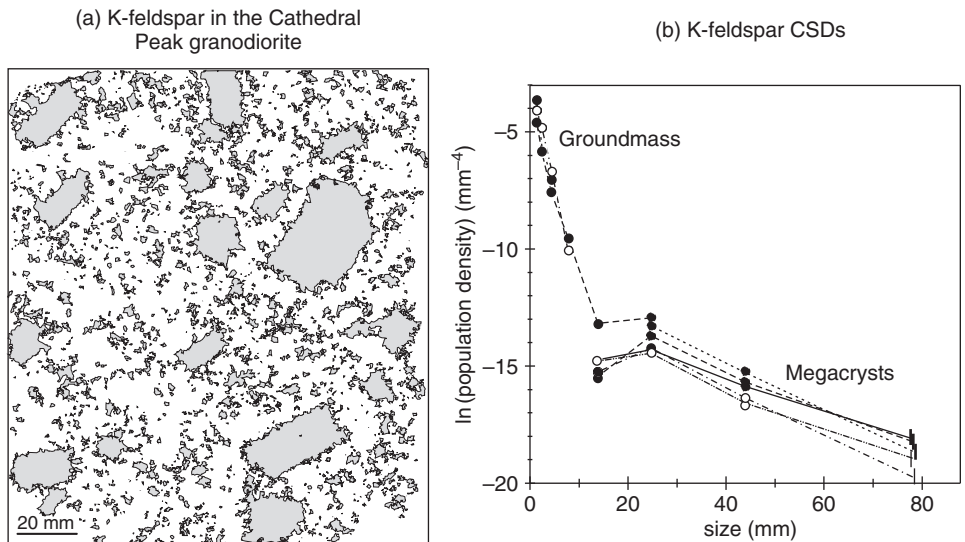 (a) K-feldspar in the Cathedral
Peak granodiorite
20 mm
(b) K-feldspar CSDs
ln (population density) (mm⁻⁴)
−5
−10
−15
−20
Groundmass
Megacrysts
0
20
40
60
80
size (mm)